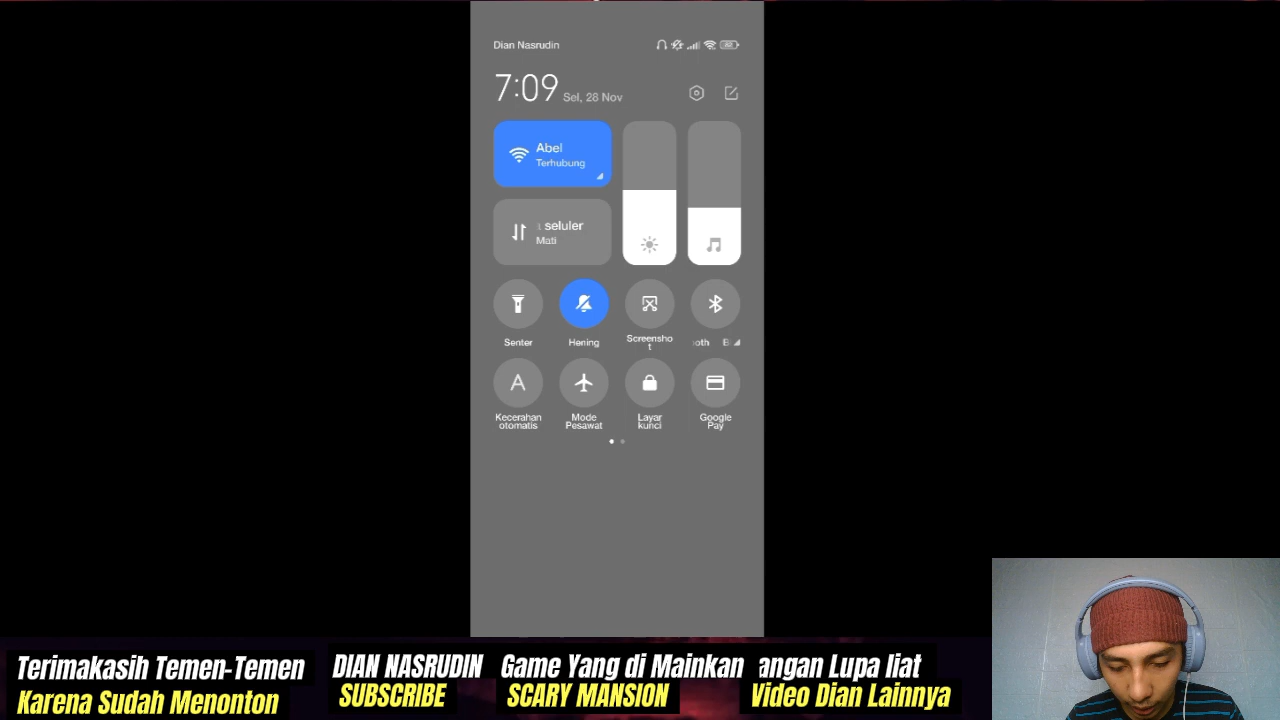 Dian Nasrudin
7:09 Sel, 28 Nov
Abel
Terhubung
seluler
Mati
Senter
Hening
Screensho
t
oth
Kecerahan
otomatis
Mode
Pesawat
Layar
kunci
Google
Pay
Terimakasih Temen-Temen
Karena Sudah Menonton
DIAN NASRUDIN
SUBSCRIBE
Game Yang di Mainkan
SCARY MANSION
angan Lupa liat
Video Dian Lainnya